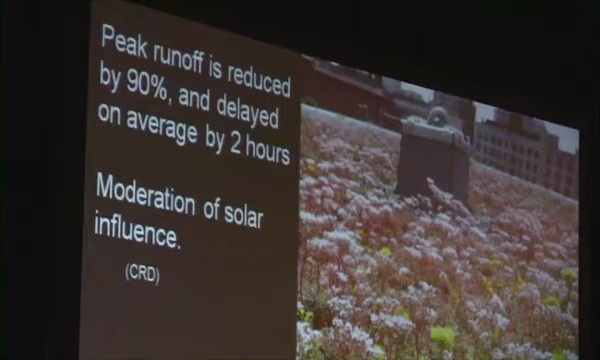 Peak runoff is reduced
by 90%, and delayed
on average by 2 hours
Moderation of solar
influence.
(CRD)